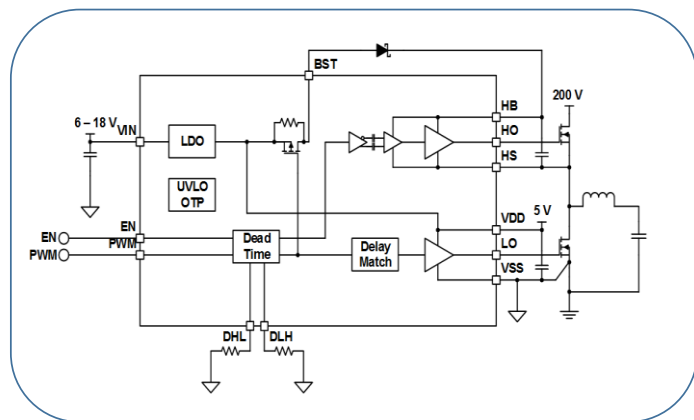 BST
200 V
6 – 18 V
VIN
LDO
HB
HO
HS
UVLO
OTP
EN
EN
PWM
PWM
Dead
Time
Delay
Match
VDD
5 V
LO
VSS
DHL
DLH